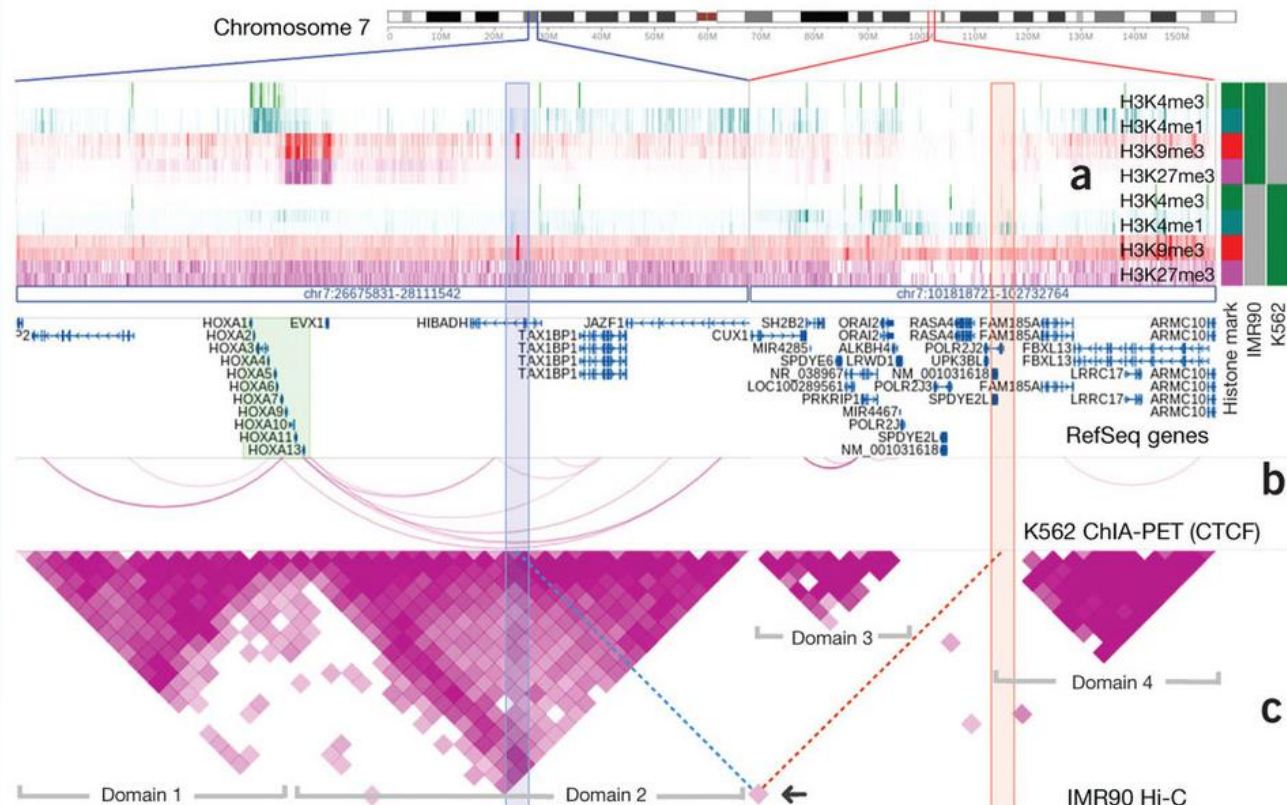 Chromosome 7
0 10M 20M 30M 40M 50M 60M 70M 80M 90M 100M 110M 120M 130M 140M 150M
H3K4me3
H3K4me1
H3K9me3
a
H3K27me3
H3K4me3
H3K4me1
H3K9me3
H3K27me3
chr7:26675831-28111542 chr7:101818721-102732764
Histone mark
IMR90
K562
HOXA1 EVX1 HIBADH JAZF1 SH2B2 ORAI2 RASA4 FAM185A ARMC10
P2 HOXA2 TAX1BP1 CUX1 ORAI2 RASA4 FAM185A ARMC10
HOXA3 TAX1BP1 MIR4285 ALKBH4 POLR2J2 FBXL13
HOXA4 TAX1BP1 SPDYE6 LRWD1 UPK3BL FBXL13
HOXA5 TAX1BP1 NR_038967 NM_001031618 LRRC17 ARMC10
HOXA6 LOC100289561 POLR2J3 FAM185A ARMC10
HOXA7 PRKRIP1 SPDYE2L LRRC17 ARMC10
HOXA9 MIR4467 ARMC10
HOXA10 POLR2J
HOXA11 SPDYE2L
HOXA13 NM_001031618
RefSeq genes
b
K562 ChIA-PET (CTCF)
Domain 3
Domain 4
c
Domain 1 Domain 2
IMR90 Hi-C